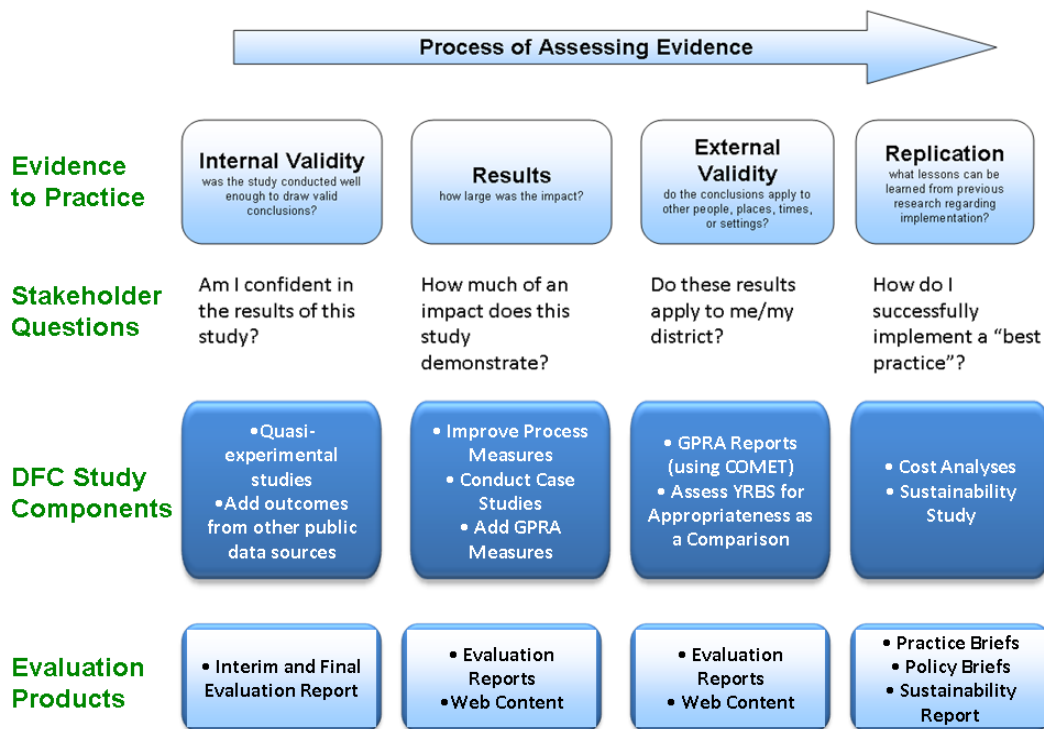 Process of Assessing Evidence
Evidence
to Practice
Internal Validity
was the study conducted well
enough to draw valid
conclusions?
Results
how large was the impact?
External
Validity
do the conclusions apply to
other people, places, times,
or settings?
Replication
what lessons can be
learned from previous
research regarding
implementation?
Stakeholder
Questions
Am I confident in
the results of this
study?
How much of an
impact does this
study
demonstrate?
Do these results
apply to me/my
district?
How do I
successfully
implement a “best
practice”?
DFC Study
Components
•Quasi-
experimental
studies
•Add outcomes
from other public
data sources
• Improve Process
Measures
• Conduct Case
Studies
• Add GPRA
Measures
• GPRA Reports
(using COMET)
• Assess YRBS for
Appropriateness as
a Comparison
• Cost Analyses
• Sustainability
Study
Evaluation
Products
• Interim and Final
Evaluation Report
• Evaluation
Reports
•Web Content
• Evaluation
Reports
• Web Content
• Practice Briefs
• Policy Briefs
• Sustainability
Report